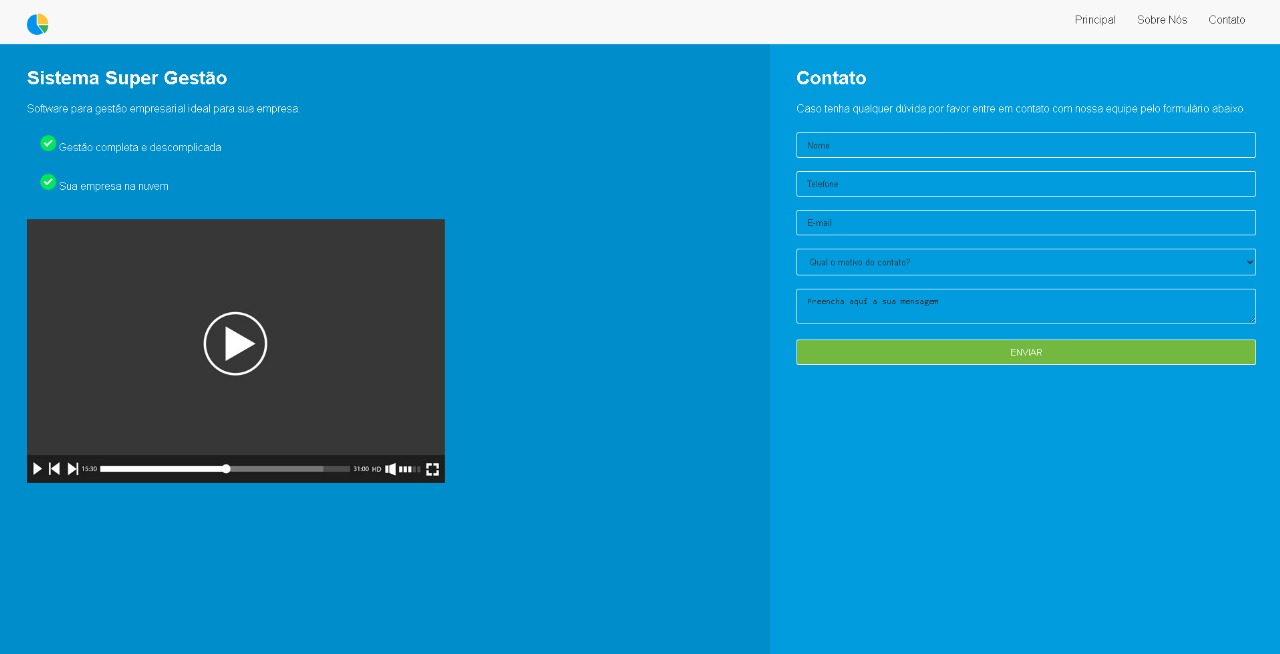 Principal Sobre Nós Contato
Sistema Super Gestão
Software para gestão empresarial ideal para sua empresa.
Gestão completa e descomplicada
Sua empresa na nuvem
15:30 31:00 HD
Contato
Caso tenha qualquer dúvida por favor entre em contato com nossa equipe pelo formulário abaixo.
Nome
Telefone
E-mail
Qual o motivo do contato?
Preencha aqui a sua mensagem
ENVIAR